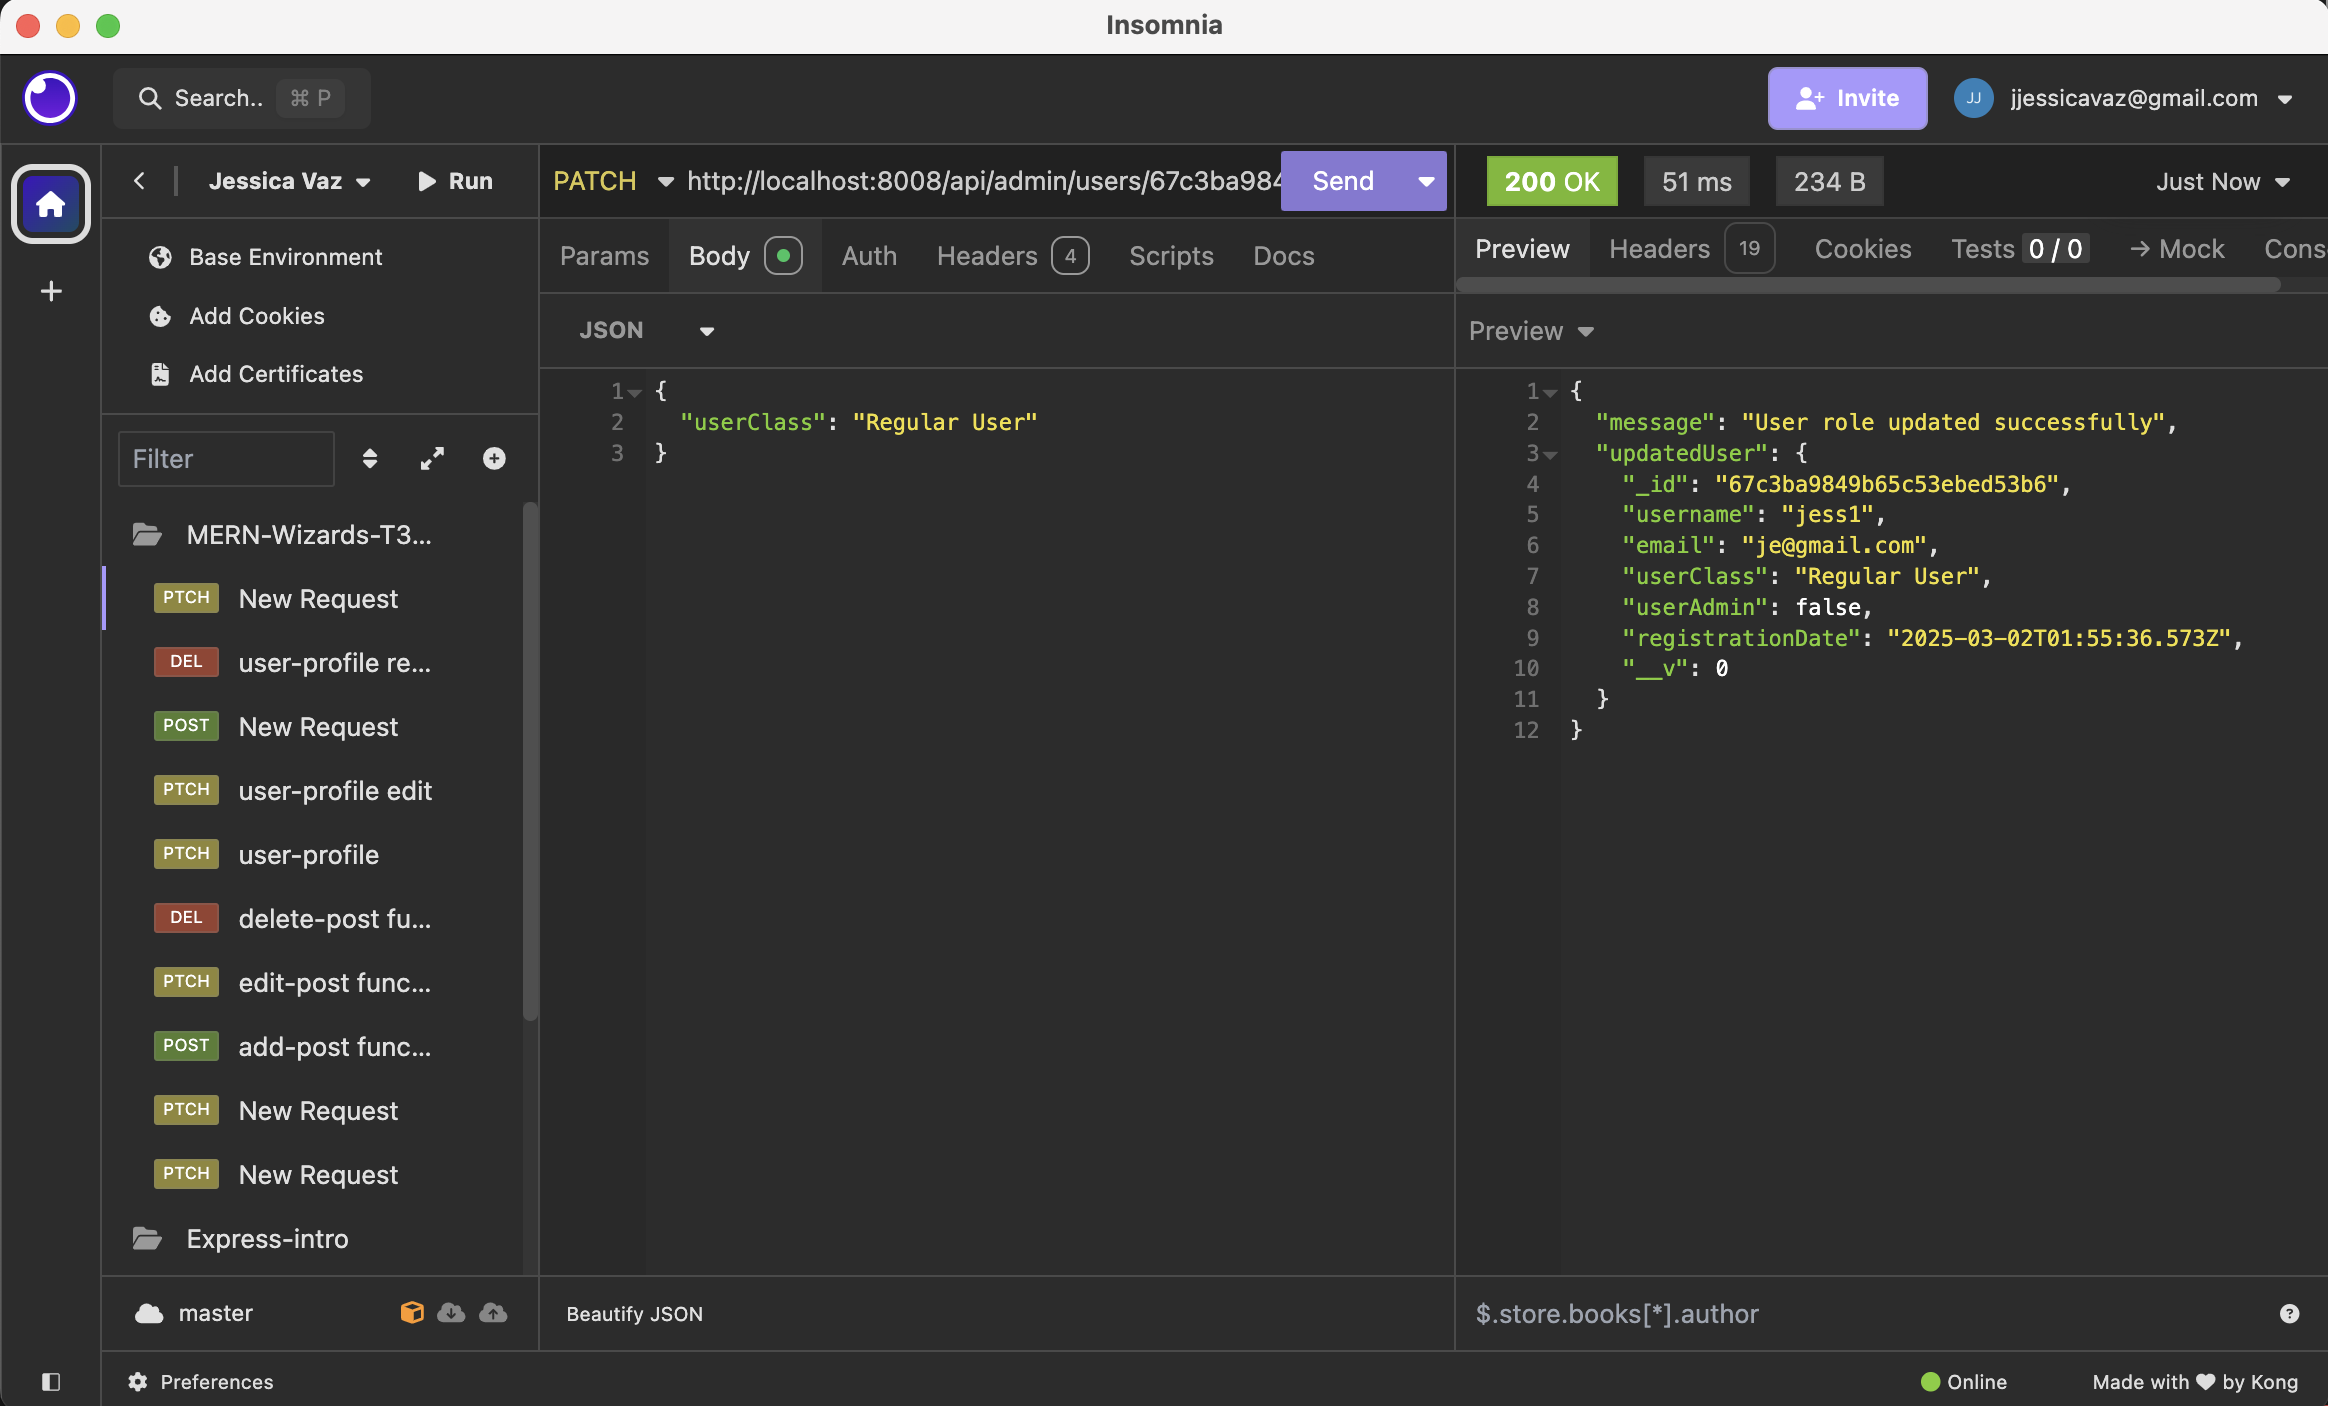 Insomnia
Search.. ⌘ P
Invite
JJ jjessicavaz@gmail.com
Jessica Vaz
Run
Base Environment
Add Cookies
Add Certificates
Filter
MERN-Wizards-T3...
PTCH New Request
DEL user-profile re...
POST New Request
PTCH user-profile edit
PTCH user-profile
DEL delete-post fu...
PTCH edit-post func...
POST add-post func...
PTCH New Request
PTCH New Request
Express-intro
master
Preferences
PATCH http://localhost:8008/api/admin/users/67c3ba984 Send
Params Body Auth Headers 4 Scripts Docs
JSON
1 {
2 "userClass": "Regular User"
3 }
Beautify JSON
200 OK 51 ms 234 B Just Now
Preview Headers 19 Cookies Tests 0 / 0 → Mock Cons
Preview
1 {
2 "message": "User role updated successfully",
3 "updatedUser": {
4 "_id": "67c3ba9849b65c53ebed53b6",
5 "username": "jess1",
6 "email": "je@gmail.com",
7 "userClass": "Regular User",
8 "userAdmin": false,
9 "registrationDate": "2025-03-02T01:55:36.573Z",
10 "__v": 0
11 }
12 }
$.store.books[*].author
Online
Made with ♥ by Kong